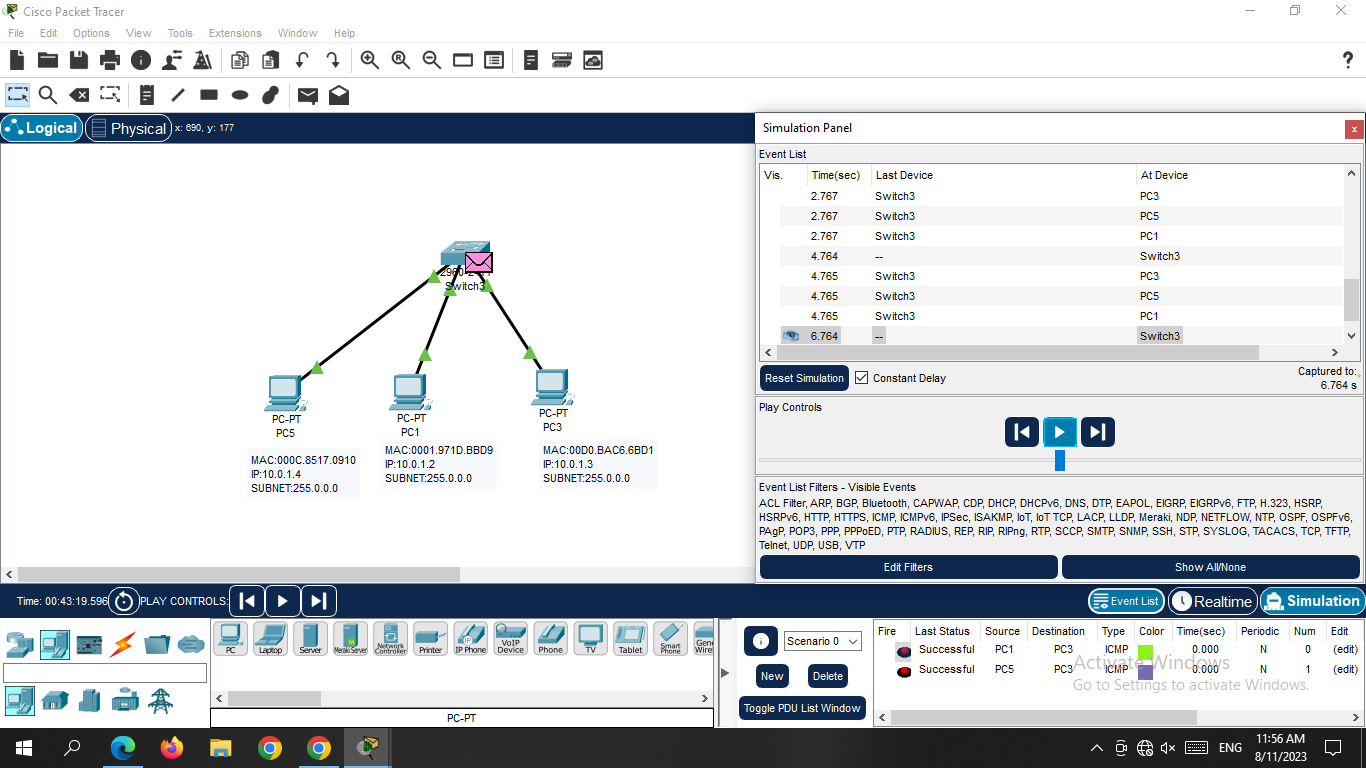 Cisco Packet Tracer
File Edit Options View Tools Extensions Window Help
Logical Physical x: 690, y: 177
Switch3
PC-PT
PC5
MAC:000C.8517.0910
IP:10.0.1.4
SUBNET:255.0.0.0
PC-PT
PC1
MAC:0001.971D.BBD9
IP:10.0.1.2
SUBNET:255.0.0.0
PC-PT
PC3
MAC:00D0.BAC6.6BD1
IP:10.0.1.3
SUBNET:255.0.0.0
Simulation Panel
x
Event List
Vis. Time(sec) Last Device At Device
2.767 Switch3 PC3
2.767 Switch3 PC5
2.767 Switch3 PC1
4.764 -- Switch3
4.765 Switch3 PC3
4.765 Switch3 PC5
4.765 Switch3 PC1
6.764 -- Switch3
Reset Simulation Constant Delay Captured to:
6.764 s
Play Controls
Event List Filters - Visible Events
ACL Filter, ARP, BGP, Bluetooth, CAPWAP, CDP, DHCP, DHCPv6, DNS, DTP, EAPOL, EIGRP, EIGRPv6, FTP, H.323, HSRP,
HSRPv6, HTTP, HTTPS, ICMP, ICMPv6, IPSec, ISAKMP, IoT, IoT TCP, LACP, LLDP, Meraki, NDP, NETFLOW, NTP, OSPF, OSPFv6,
PAgP, POP3, PPP, PPPoED, PTP, RADIUS, REP, RIP, RIPng, RTP, SCCP, SMTP, SNMP, SSH, STP, SYSLOG, TACACS, TCP, TFTP,
Telnet, UDP, USB, VTP
Edit Filters Show All/None
Time: 00:43:19.596 PLAY CONTROLS: Event List Realtime Simulation
PC Laptop Server Meraki Server Network Controller Printer IP Phone VoIP Device Phone TV Tablet Smart Phone
PC-PT
Scenario 0
New Delete
Toggle PDU List Window
Fire Last Status Source Destination Type Color Time(sec) Periodic Num Edit
Successful PC1 PC3 ICMP 0.000 N 0 (edit)
Successful PC5 PC3 ICMP 0.000 N 1 (edit)
Activate Windows
Go to Settings to activate Windows.
ENG
11:56 AM
8/11/2023